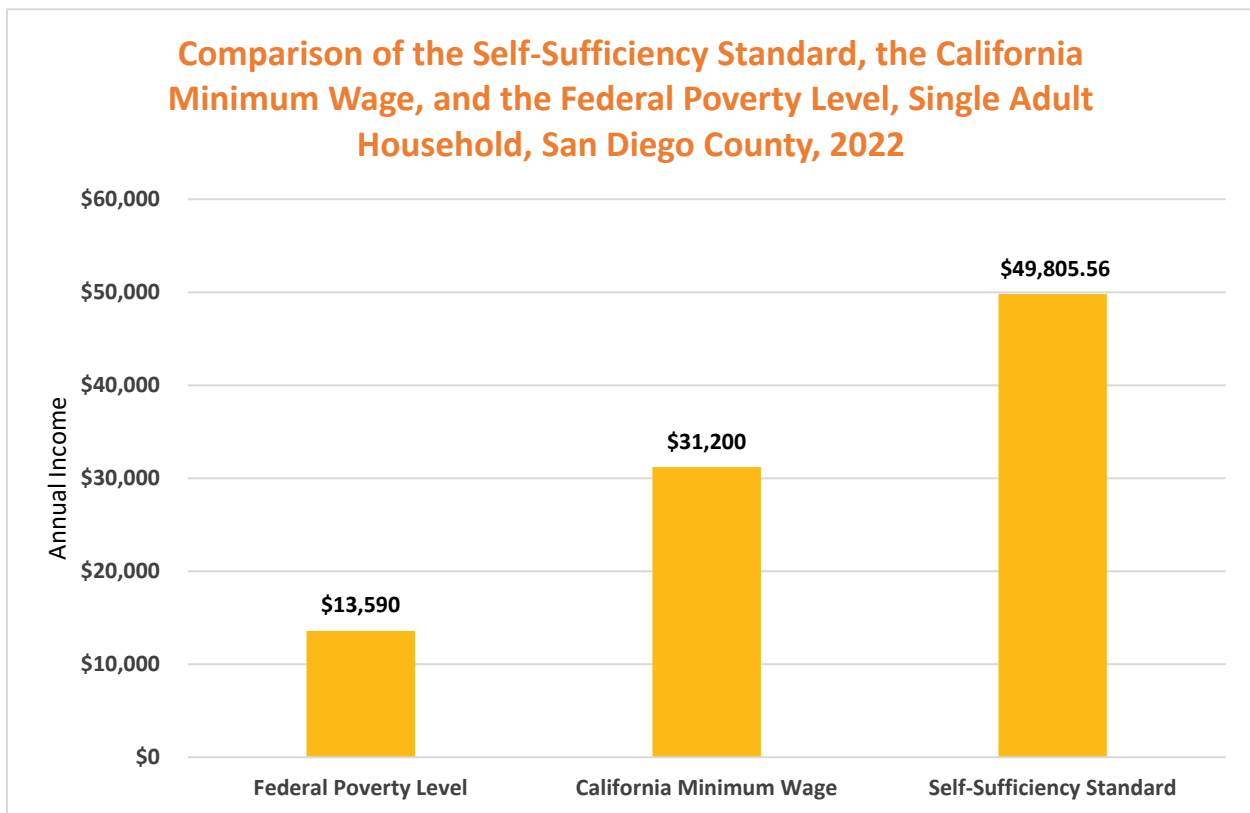 Comparison of the Self-Sufficiency Standard, the California
Minimum Wage, and the Federal Poverty Level, Single Adult
Household, San Diego County, 2022
$60,000
$50,000
$40,000
$30,000
$20,000
$10,000
$0
Annual Income
$13,590
$31,200
$49,805.56
Federal Poverty Level
California Minimum Wage
Self-Sufficiency Standard